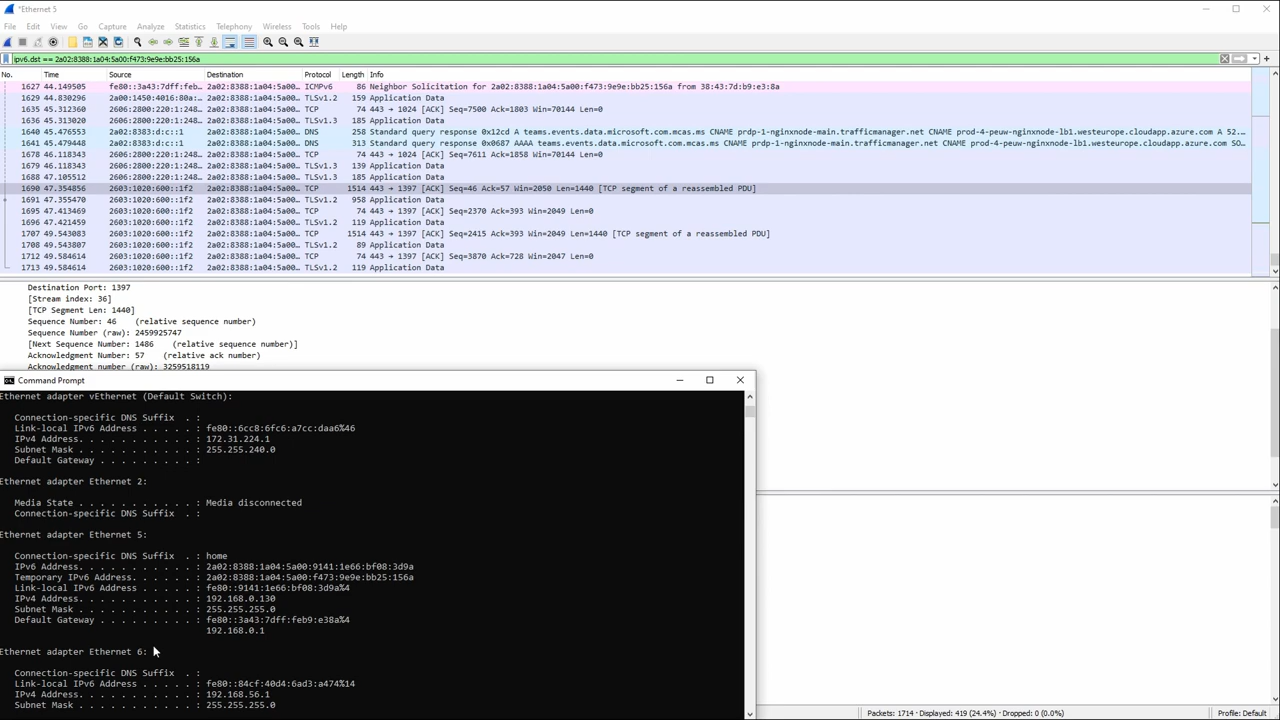 *Ethernet 5
File Edit View Go Capture Analyze Statistics Telephony Wireless Tools Help
ipv6.dst == 2a02:8388:1a04:5a00:f473:9e9e:bb25:156a
No. Time Source Destination Protocol Length Info
1627 44.149505 fe80::3a43:7dff:feb… 2a02:8388:1a04:5a00… ICMPv6 86 Neighbor Solicitation for 2a02:8388:1a04:5a00:f473:9e9e:bb25:156a from 38:43:7d:b9:e3:8a
1629 44.830296 2a00:1450:4016:80a:… 2a02:8388:1a04:5a00… TLSv1.2 159 Application Data
1635 45.312360 2606:2800:220:1:248… 2a02:8388:1a04:5a00… TCP 74 443 → 1024 [ACK] Seq=7500 Ack=1803 Win=70144 Len=0
1636 45.313020 2606:2800:220:1:248… 2a02:8388:1a04:5a00… TLSv1.3 185 Application Data
1640 45.476553 2a02:8383:d:c::1 2a02:8388:1a04:5a00… DNS 258 Standard query response 0x12cd A teams.events.data.microsoft.com.mcas.ms CNAME prdp-1-nginxnode-main.trafficmanager.net CNAME prod-4-peuw-nginxnode-lb1.westeurope.cloudapp.azure.com A 52.…
1641 45.479448 2a02:8383:d:c::1 2a02:8388:1a04:5a00… DNS 313 Standard query response 0x0687 AAAA teams.events.data.microsoft.com.mcas.ms CNAME prdp-1-nginxnode-main.trafficmanager.net CNAME prod-4-peuw-nginxnode-lb1.westeurope.cloudapp.azure.com SO…
1678 46.118343 2606:2800:220:1:248… 2a02:8388:1a04:5a00… TCP 74 443 → 1024 [ACK] Seq=7611 Ack=1858 Win=70144 Len=0
1679 46.118343 2606:2800:220:1:248… 2a02:8388:1a04:5a00… TLSv1.3 139 Application Data
1688 47.105512 2606:2800:220:1:248… 2a02:8388:1a04:5a00… TLSv1.3 185 Application Data
1690 47.354856 2603:1020:600::1f2 2a02:8388:1a04:5a00… TCP 1514 443 → 1397 [ACK] Seq=46 Ack=57 Win=2050 Len=1440 [TCP segment of a reassembled PDU]
1691 47.355470 2603:1020:600::1f2 2a02:8388:1a04:5a00… TLSv1.2 958 Application Data
1695 47.413469 2603:1020:600::1f2 2a02:8388:1a04:5a00… TCP 74 443 → 1397 [ACK] Seq=2370 Ack=393 Win=2049 Len=0
1696 47.421459 2603:1020:600::1f2 2a02:8388:1a04:5a00… TLSv1.2 119 Application Data
1707 49.543083 2603:1020:600::1f2 2a02:8388:1a04:5a00… TCP 1514 443 → 1397 [ACK] Seq=2415 Ack=393 Win=2049 Len=1440 [TCP segment of a reassembled PDU]
1708 49.543807 2603:1020:600::1f2 2a02:8388:1a04:5a00… TLSv1.2 89 Application Data
1712 49.584614 2603:1020:600::1f2 2a02:8388:1a04:5a00… TCP 74 443 → 1397 [ACK] Seq=3870 Ack=728 Win=2047 Len=0
1713 49.584614 2603:1020:600::1f2 2a02:8388:1a04:5a00… TLSv1.2 119 Application Data
Destination Port: 1397
[Stream index: 36]
[TCP Segment Len: 1440]
Sequence Number: 46 (relative sequence number)
Sequence Number (raw): 2459925747
[Next Sequence Number: 1486 (relative sequence number)]
Acknowledgment Number: 57 (relative ack number)
Acknowledgment number (raw): 3259518119
Command Prompt
Ethernet adapter vEthernet (Default Switch):
Connection-specific DNS Suffix . :
Link-local IPv6 Address . . . . . : fe80::6cc8:6fc6:a7cc:daa6%46
IPv4 Address. . . . . . . . . . . : 172.31.224.1
Subnet Mask . . . . . . . . . . . : 255.255.240.0
Default Gateway . . . . . . . . . :
Ethernet adapter Ethernet 2:
Media State . . . . . . . . . . . : Media disconnected
Connection-specific DNS Suffix . :
Ethernet adapter Ethernet 5:
Connection-specific DNS Suffix . : home
IPv6 Address. . . . . . . . . . . : 2a02:8388:1a04:5a00:9141:1e66:bf08:3d9a
Temporary IPv6 Address. . . . . . : 2a02:8388:1a04:5a00:f473:9e9e:bb25:156a
Link-local IPv6 Address . . . . . : fe80::9141:1e66:bf08:3d9a%4
IPv4 Address. . . . . . . . . . . : 192.168.0.130
Subnet Mask . . . . . . . . . . . : 255.255.255.0
Default Gateway . . . . . . . . . : fe80::3a43:7dff:feb9:e38a%4
192.168.0.1
Ethernet adapter Ethernet 6:
Connection-specific DNS Suffix . :
Link-local IPv6 Address . . . . . : fe80::84cf:40d4:6ad3:a474%14
IPv4 Address. . . . . . . . . . . : 192.168.56.1
Subnet Mask . . . . . . . . . . . : 255.255.255.0
Packets: 1714 · Displayed: 419 (24.4%) · Dropped: 0 (0.0%)
Profile: Default